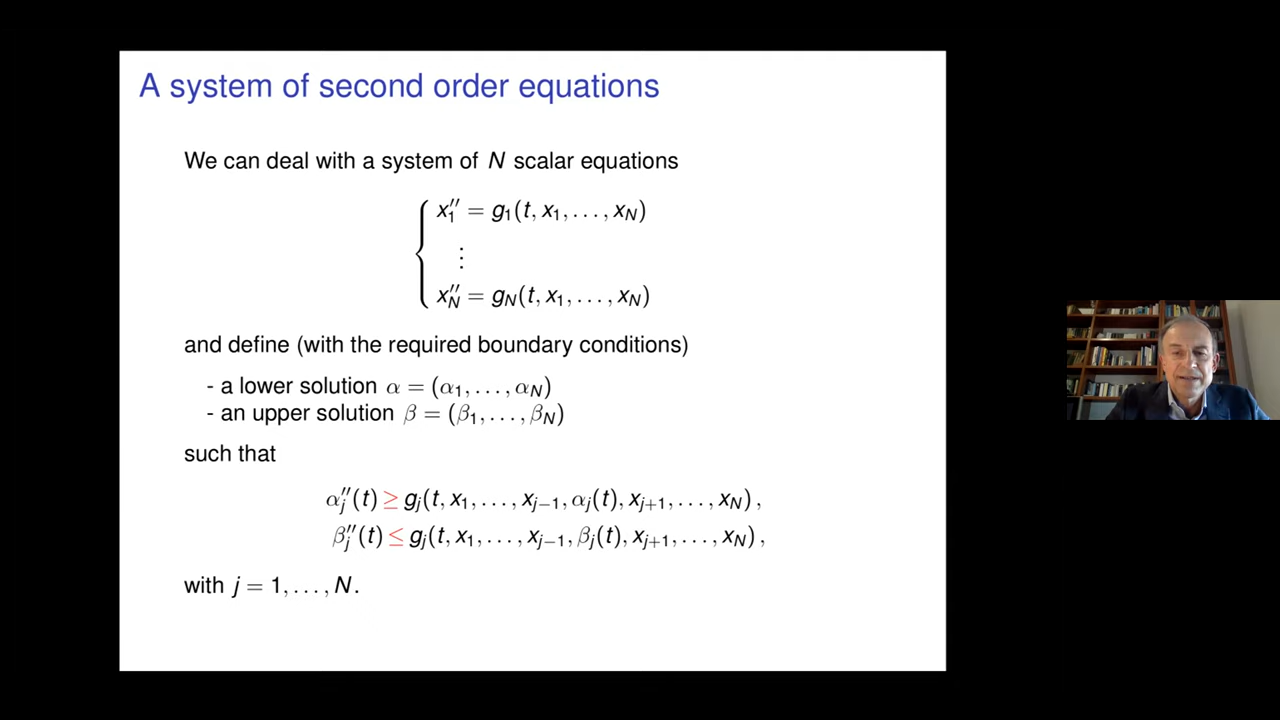 A system of second order equations
We can deal with a system of N scalar equations
x₁′′ = g₁(t, x₁, . . . , x_N)
⋮
x_N′′ = g_N(t, x₁, . . . , x_N)
and define (with the required boundary conditions)
- a lower solution α = (α₁, . . . , α_N)
- an upper solution β = (β₁, . . . , β_N)
such that
α_j′′(t) ≥ g_j(t, x₁, . . . , x_{j−1}, α_j(t), x_{j+1}, . . . , x_N) ,
β_j′′(t) ≤ g_j(t, x₁, . . . , x_{j−1}, β_j(t), x_{j+1}, . . . , x_N) ,
with j = 1, . . . , N.